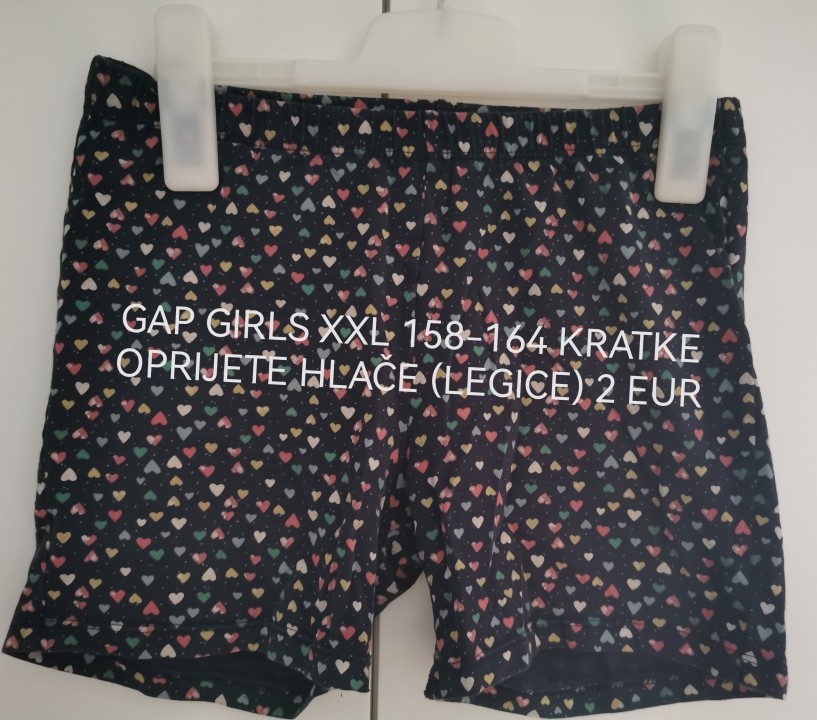 GAP GIRLS XXL 158-164 KRATKE
OPRIJETE HLAČE (LEGICE) 2 EUR